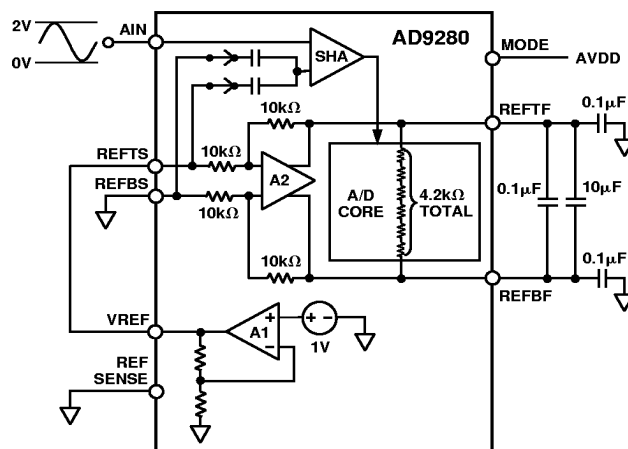 2V
0V
AIN
SHA
AD9280
MODE
AVDD
10kΩ
REFTF
0.1µF
REFTS
10kΩ
REFBS
A2
10kΩ
A/D
CORE
4.2kΩ
TOTAL
0.1µF
10µF
10kΩ
0.1µF
REFBF
VREF
A1
+
−
+ −
1V
REF
SENSE